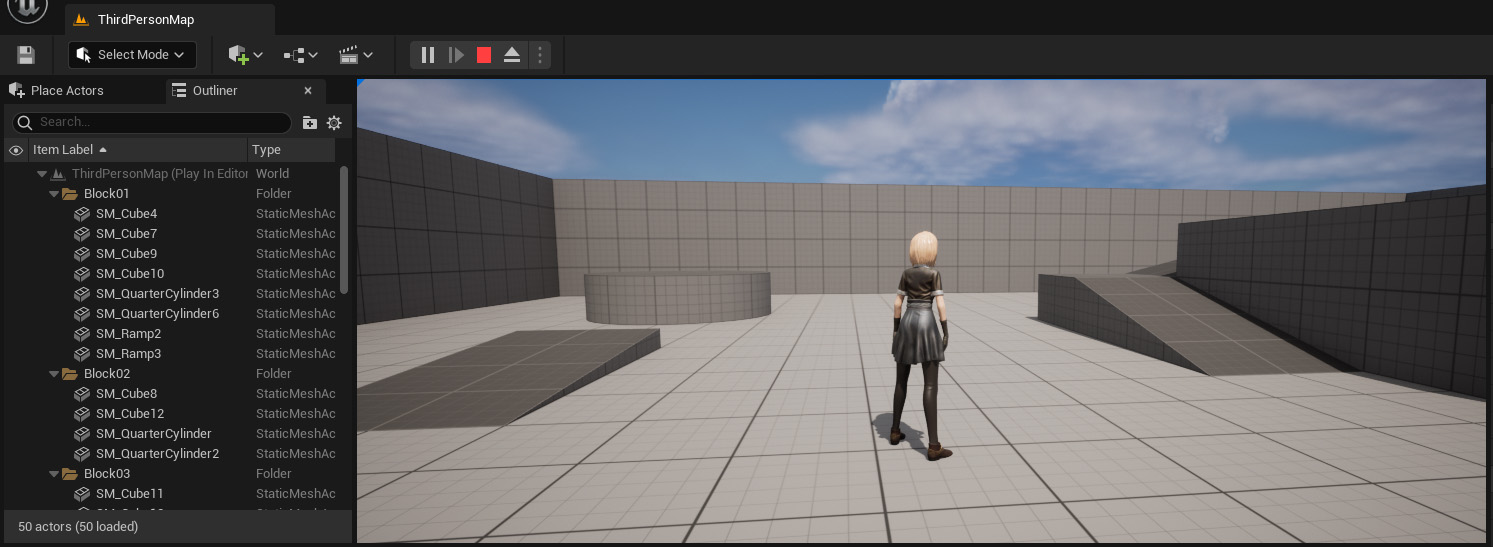 ThirdPersonMap
Select Mode
Place Actors
Outliner
Search...
Item Label Type
ThirdPersonMap (Play In Editor World
Block01 Folder
SM_Cube4 StaticMeshAc
SM_Cube7 StaticMeshAc
SM_Cube9 StaticMeshAc
SM_Cube10 StaticMeshAc
SM_QuarterCylinder3 StaticMeshAc
SM_QuarterCylinder6 StaticMeshAc
SM_Ramp2 StaticMeshAc
SM_Ramp3 StaticMeshAc
Block02 Folder
SM_Cube8 StaticMeshAc
SM_Cube12 StaticMeshAc
SM_QuarterCylinder StaticMeshAc
SM_QuarterCylinder2 StaticMeshAc
Block03 Folder
SM_Cube11 StaticMeshAc
50 actors (50 loaded)